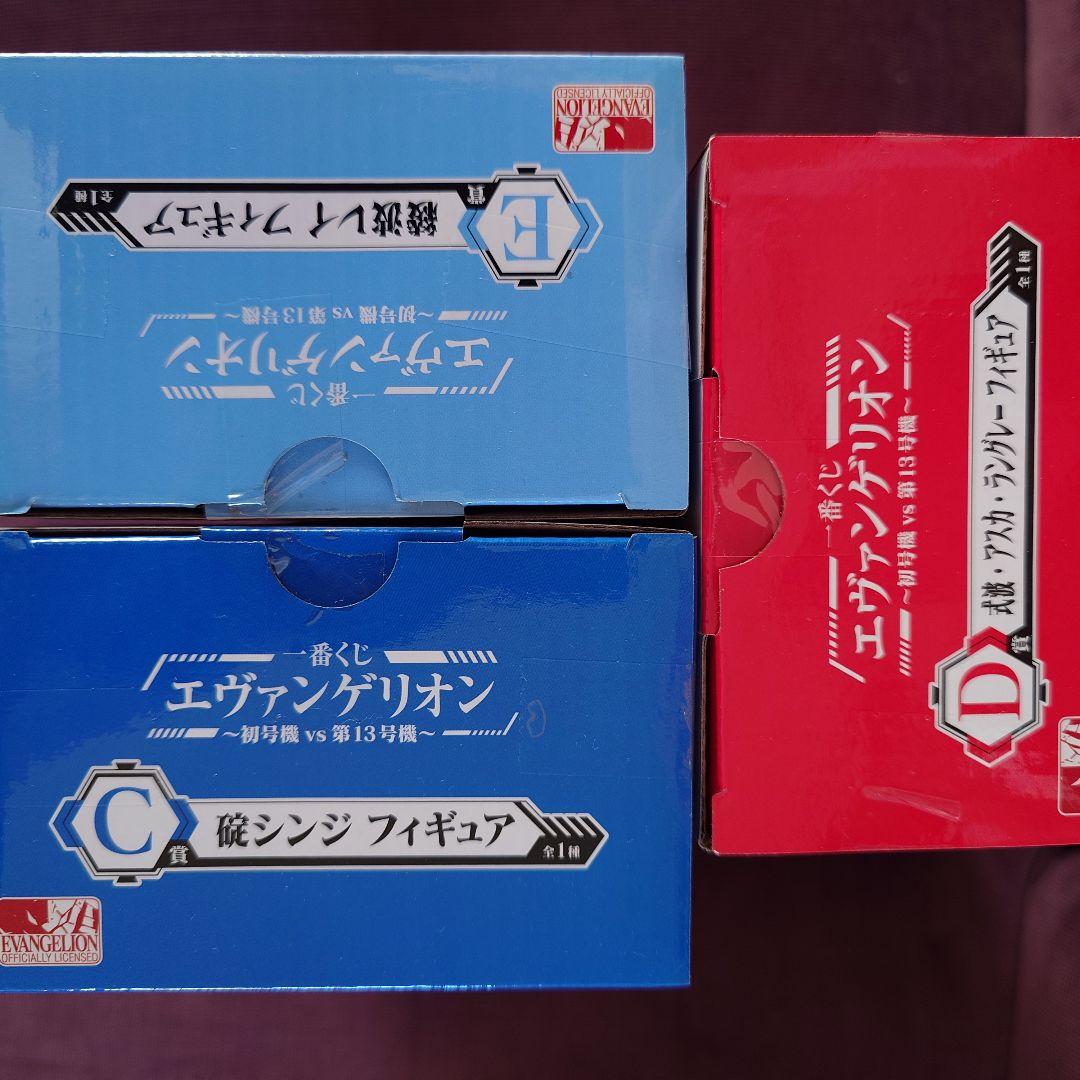 EVANGELION
OFFICIALLY LICENSED
E賞
綾波レイ フィギュア
全1種
一番くじ
エヴァンゲリオン
～初号機 vs 第13号機～
一番くじ
エヴァンゲリオン
～初号機 vs 第13号機～
C賞
碇シンジ フィギュア
全1種
EVANGELION
OFFICIALLY LICENSED
一番くじ
エヴァンゲリオン
～初号機 vs 第13号機～
D賞
式波・アスカ・ラングレー フィギュア
全1種